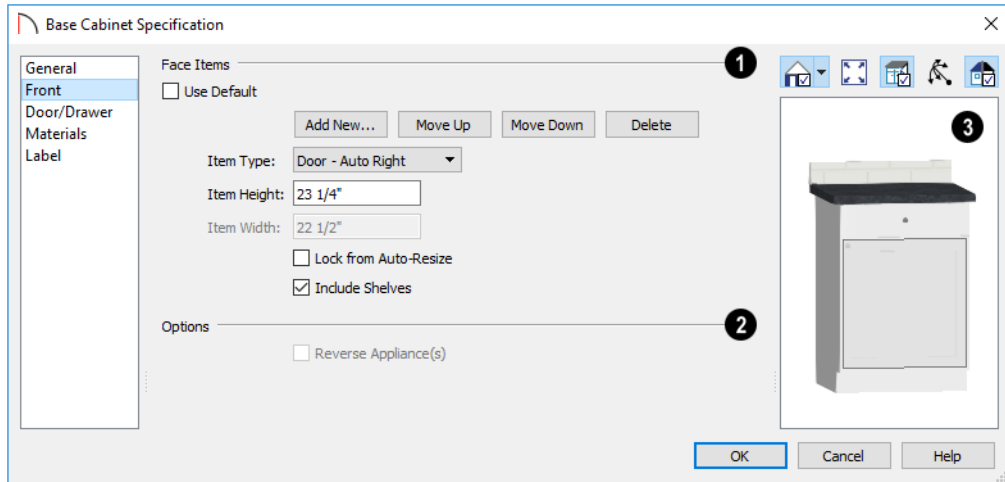 Base Cabinet Specification
General
Front
Door/Drawer
Materials
Label
Face Items
1
Use Default
Add New...
Move Up
Move Down
Delete
Item Type:
Door - Auto Right
Item Height:
23 1/4"
Item Width:
22 1/2"
Lock from Auto-Resize
Include Shelves
Options
2
Reverse Appliance(s)
3
OK
Cancel
Help